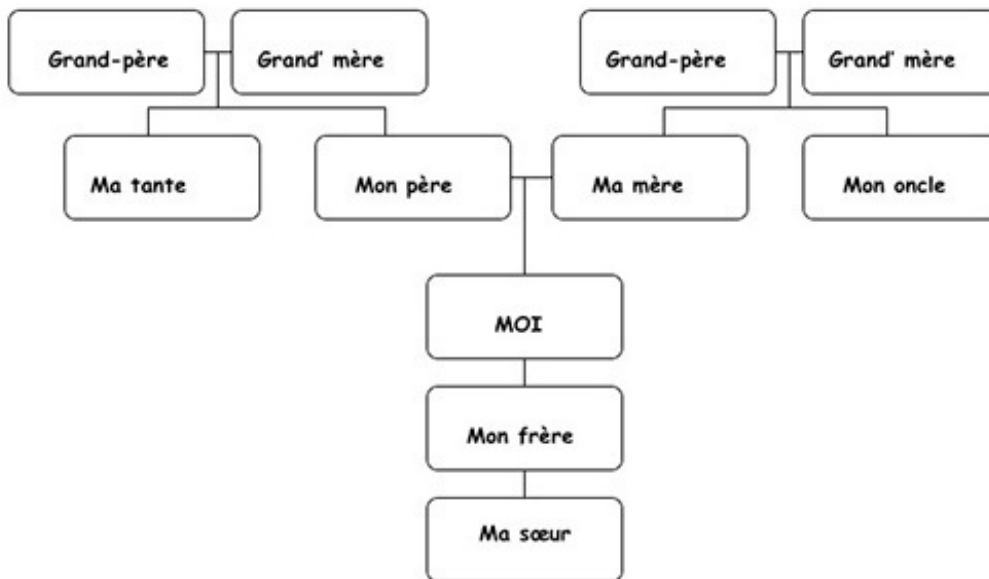 Grand-père
Grand' mère
Grand-père
Grand' mère
Ma tante
Mon père
Ma mère
Mon oncle
MOI
Mon frère
Ma sœur